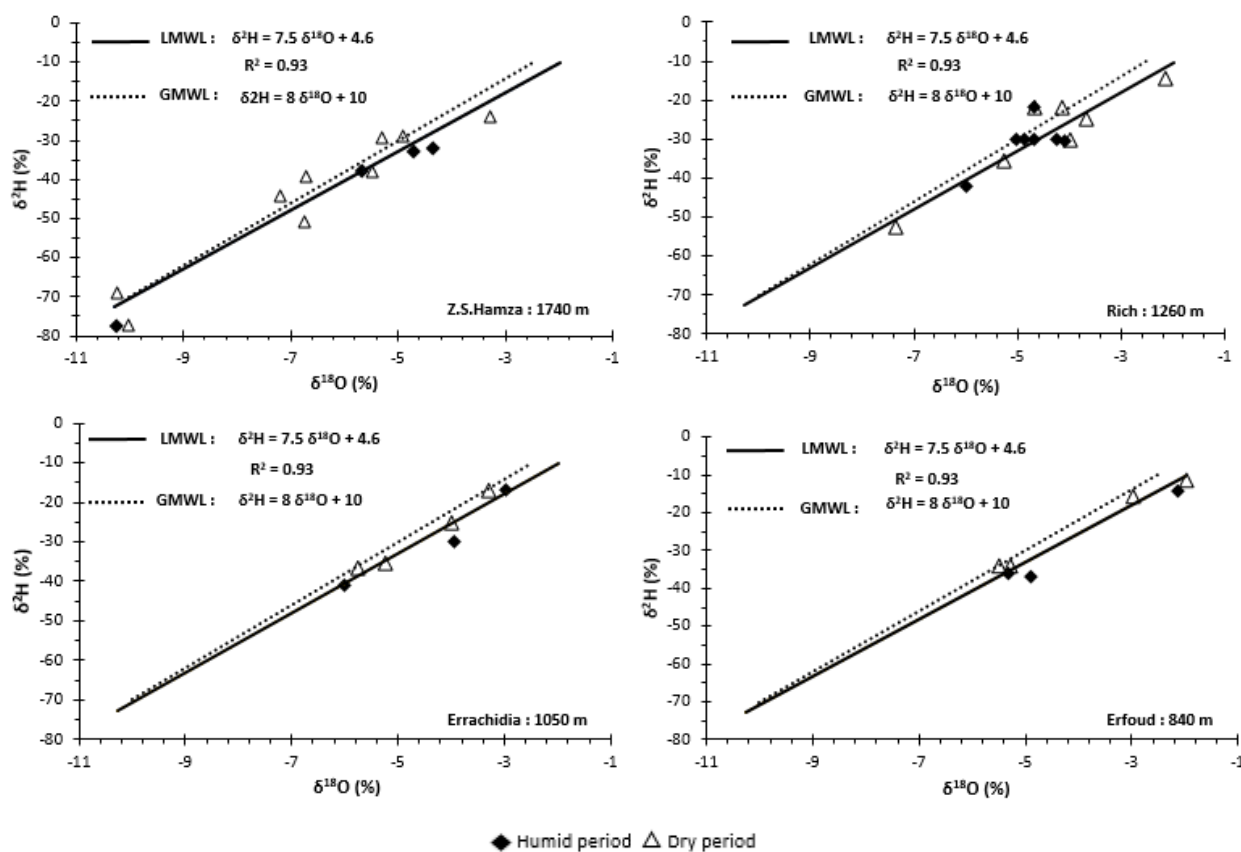 LMWL : δ²H = 7.5 δ¹⁸O + 4.6
R² = 0.93
GMWL : δ2H = 8 δ¹⁸O + 10
0
-10
-20
-30
-40
-50
-60
-70
-80
δ²H (%)
Z.S.Hamza : 1740 m
-11 -9 -7 -5 -3 -1
δ¹⁸O (%)
LMWL : δ²H = 7.5 δ¹⁸O + 4.6
R² = 0.93
GMWL : δ²H = 8 δ¹⁸O + 10
0
-10
-20
-30
-40
-50
-60
-70
-80
δ²H (%)
Rich : 1260 m
-11 -9 -7 -5 -3 -1
δ¹⁸O (%)
LMWL : δ²H = 7.5 δ¹⁸O + 4.6
R² = 0.93
GMWL : δ²H = 8 δ¹⁸O + 10
0
-10
-20
-30
-40
-50
-60
-70
-80
δ²H (%)
Errachidia : 1050 m
-11 -9 -7 -5 -3 -1
δ¹⁸O (%)
LMWL : δ²H = 7.5 δ¹⁸O + 4.6
R² = 0.93
GMWL : δ²H = 8 δ¹⁸O + 10
0
-10
-20
-30
-40
-50
-60
-70
-80
δ²H (%)
Erfoud : 840 m
-11 -9 -7 -5 -3 -1
δ¹⁸O (%)
Humid period Dry period